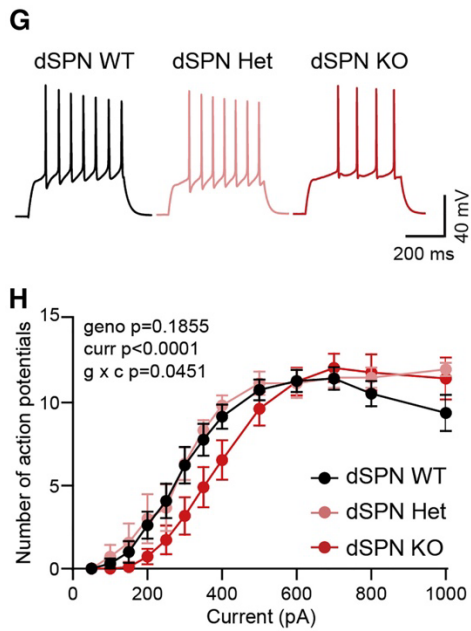 G
dSPN WT dSPN Het dSPN KO
40 mV
200 ms
H
15
10
5
0
Number of action potentials
geno p=0.1855
curr p<0.0001
g x c p=0.0451
dSPN WT
dSPN Het
dSPN KO
0 200 400 600 800 1000
Current (pA)